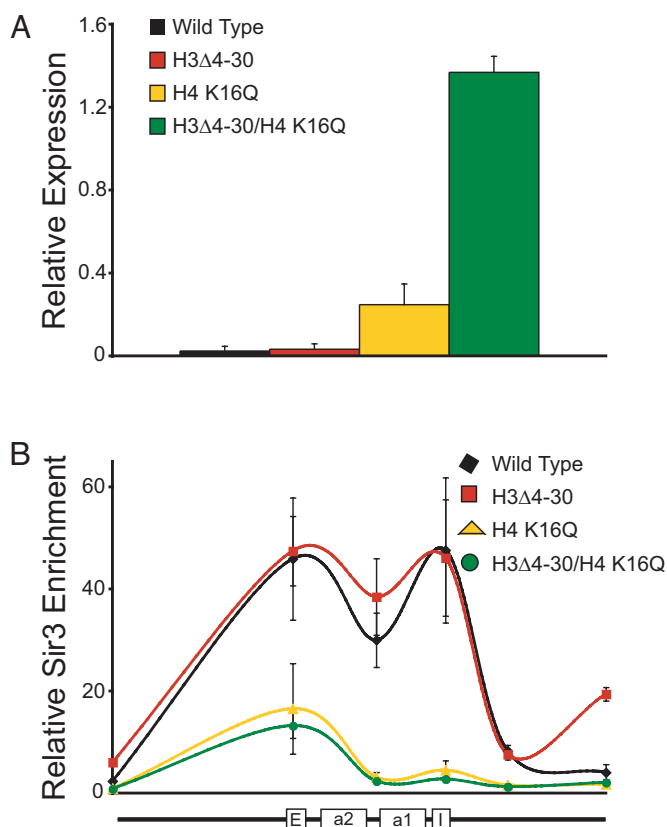 A
Relative Expression
1.6
1.2
0.8
0.4
0
Wild Type
H3Δ4-30
H4 K16Q
H3Δ4-30/H4 K16Q
B
Relative Sir3 Enrichment
60
40
20
0
Wild Type
H3Δ4-30
H4 K16Q
H3Δ4-30/H4 K16Q
E a2 a1 I